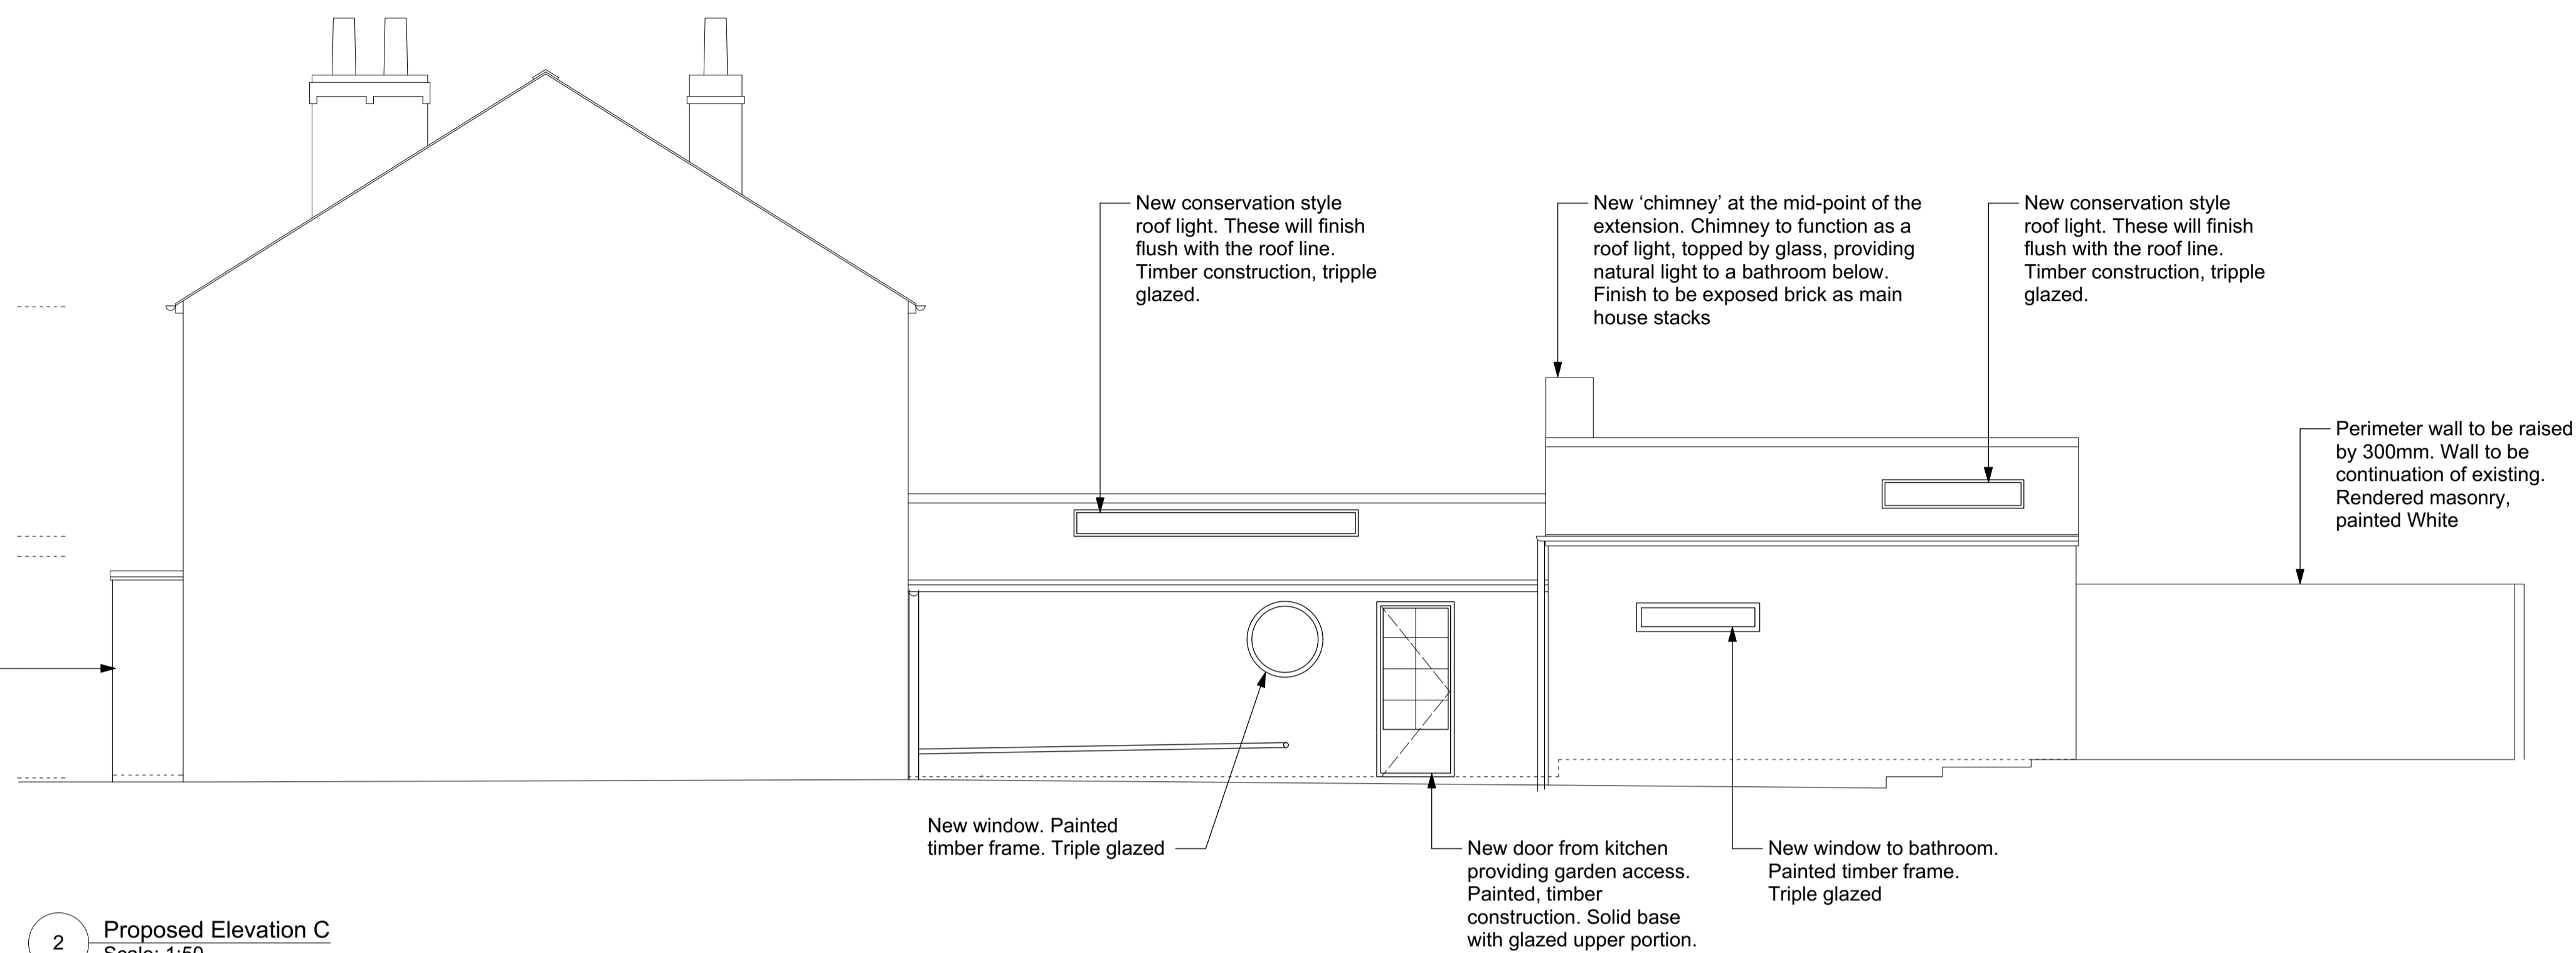 New conservation style
roof light. These will finish
flush with the roof line.
Timber construction, tripple
glazed.
New ‘chimney’ at the mid-point of the
extension. Chimney to function as a
roof light, topped by glass, providing
natural light to a bathroom below.
Finish to be exposed brick as main
house stacks
New conservation style
roof light. These will finish
flush with the roof line.
Timber construction, tripple
glazed.
Perimeter wall to be raised
by 300mm. Wall to be
continuation of existing.
Rendered masonry,
painted White
New window. Painted
timber frame. Triple glazed
New door from kitchen
providing garden access.
Painted, timber
construction. Solid base
with glazed upper portion.
New window to bathroom.
Painted timber frame.
Triple glazed
2
Proposed Elevation C
Scale: 1:50